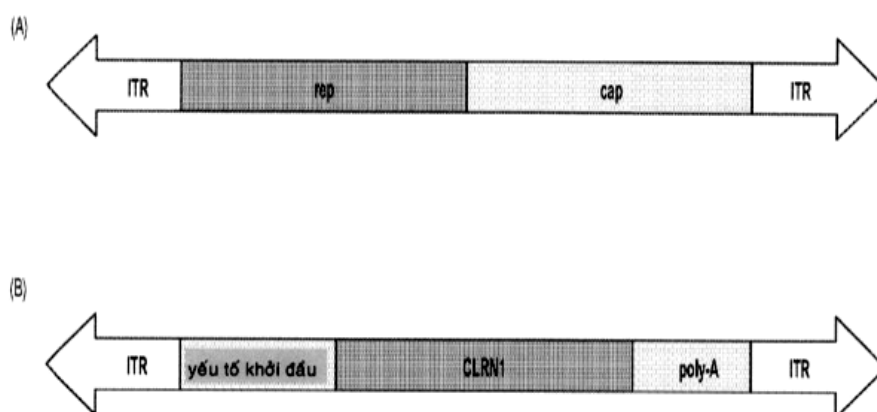 (A)
ITR rep cap ITR
(B)
ITR yếu tố khởi đầu CLRN1 poly-A ITR